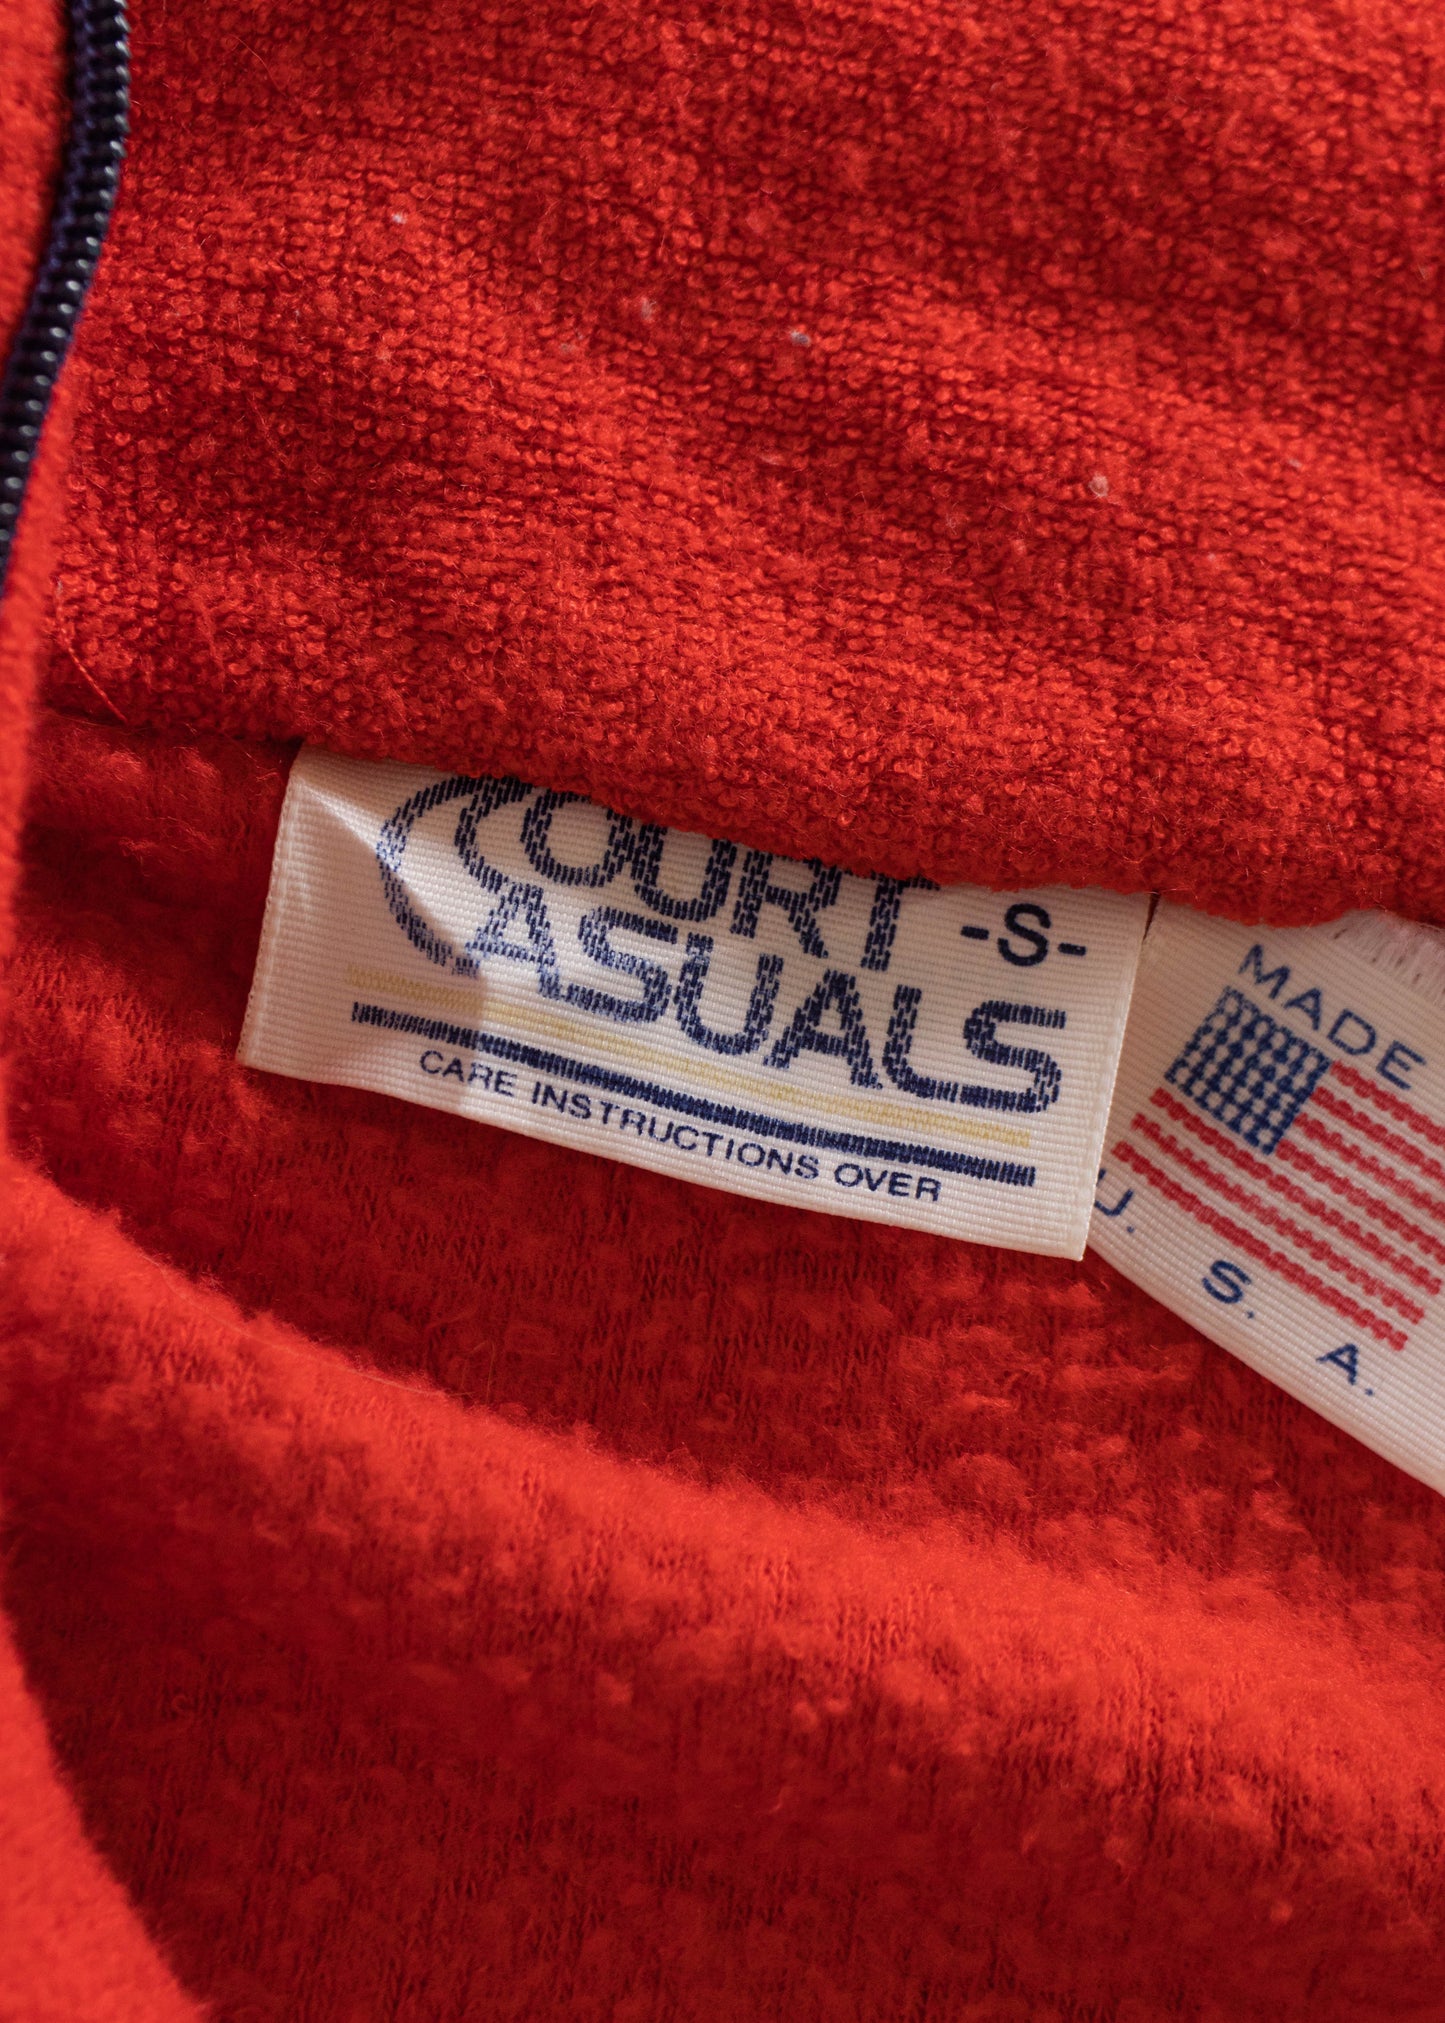 COURT
CASUALS
-S-
CARE INSTRUCTIONS OVER
MADE
U. S. A.